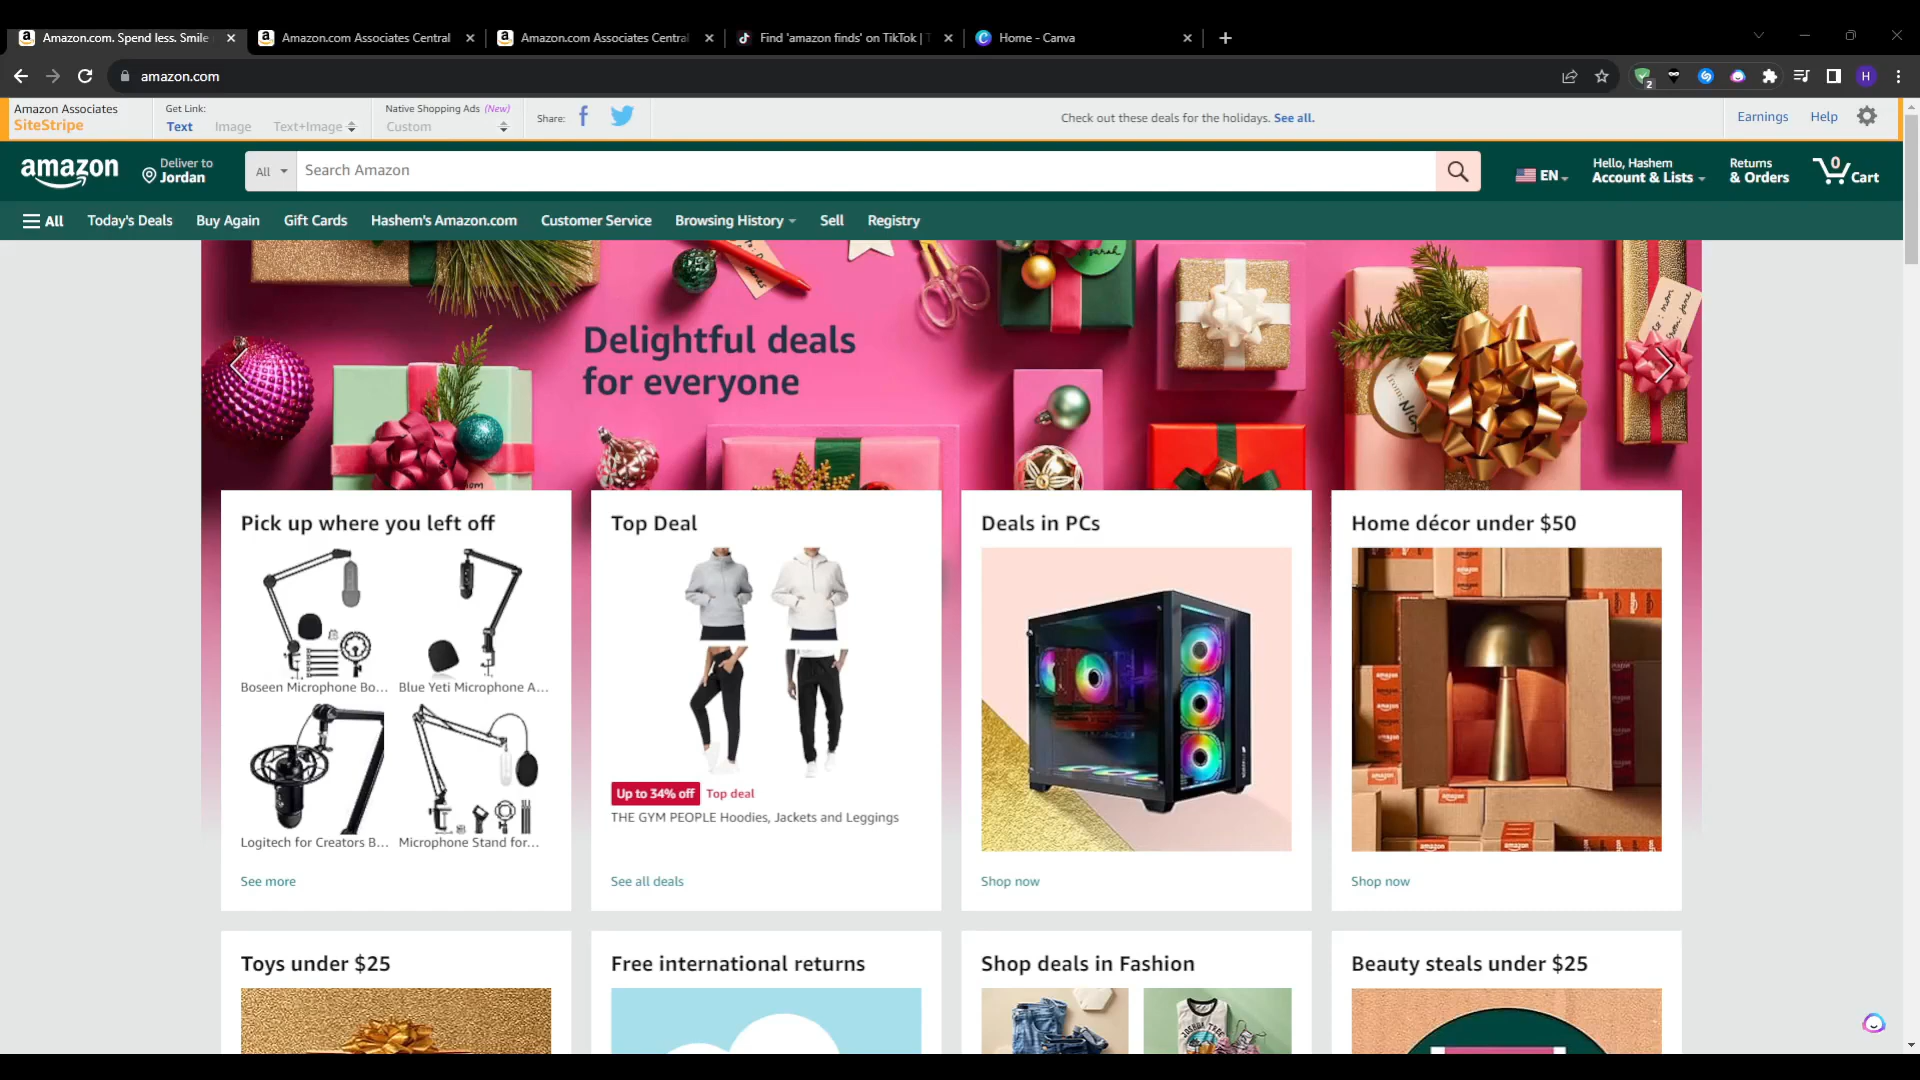 Amazon.com. Spend less. Smile
Amazon.com Associates Central
Amazon.com Associates Central
Find 'amazon finds' on TikTok |
Home - Canva
amazon.com
2
H
Amazon Associates
SiteStripe
Get Link:
Text
Image
Text+Image
Native Shopping Ads (New)
Custom
Share:
Check out these deals for the holidays. See all.
Earnings
Help
amazon
Deliver to
Jordan
All
Search Amazon
EN
Hello, Hashem
Account & Lists
Returns
& Orders
0
Cart
All
Today's Deals
Buy Again
Gift Cards
Hashem's Amazon.com
Customer Service
Browsing History
Sell
Registry
Delightful deals
for everyone
Pick up where you left off
Boseen Microphone Bo...
Blue Yeti Microphone A...
Logitech for Creators B...
Microphone Stand for...
See more
Top Deal
Up to 34% off
Top deal
THE GYM PEOPLE Hoodies, Jackets and Leggings
See all deals
Deals in PCs
Shop now
Home décor under $50
Shop now
Toys under $25
Free international returns
Shop deals in Fashion
Beauty steals under $25